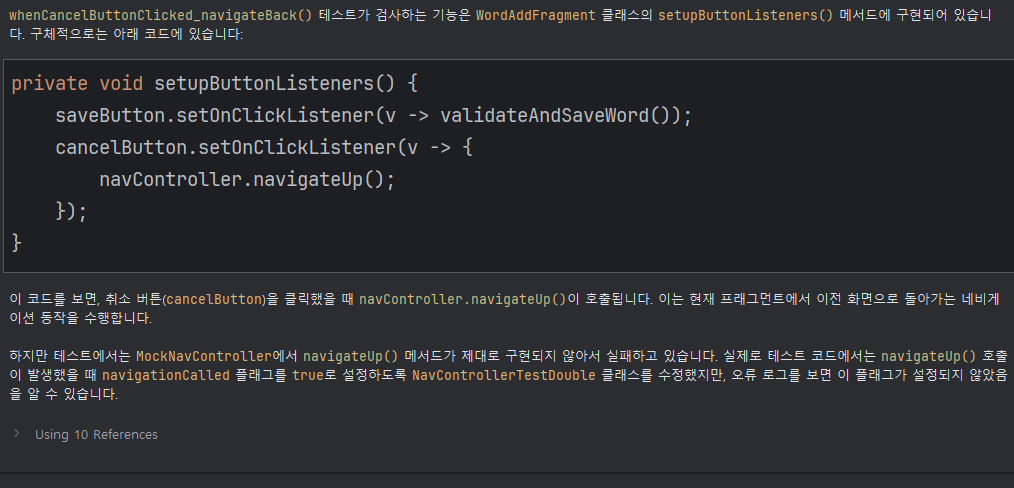 whenCancelButtonClicked_navigateBack() 테스트가 검사하는 기능은 WordAddFragment 클래스의 setupButtonListeners() 메서드에 구현되어 있습니
다. 구체적으로는 아래 코드에 있습니다:
private void setupButtonListeners() {
    saveButton.setOnClickListener(v -> validateAndSaveWord());
    cancelButton.setOnClickListener(v -> {
        navController.navigateUp();
    });
}
이 코드를 보면, 취소 버튼(cancelButton)을 클릭했을 때 navController.navigateUp()이 호출됩니다. 이는 현재 프래그먼트에서 이전 화면으로 돌아가는 네비게
이션 동작을 수행합니다.
하지만 테스트에서는 MockNavController에서 navigateUp() 메서드가 제대로 구현되지 않아서 실패하고 있습니다. 실제로 테스트 코드에서는 navigateUp() 호출
이 발생했을 때 navigationCalled 플래그를 true로 설정하도록 NavControllerTestDouble 클래스를 수정했지만, 오류 로그를 보면 이 플래그가 설정되지 않았음
을 알 수 있습니다.
Using 10 References